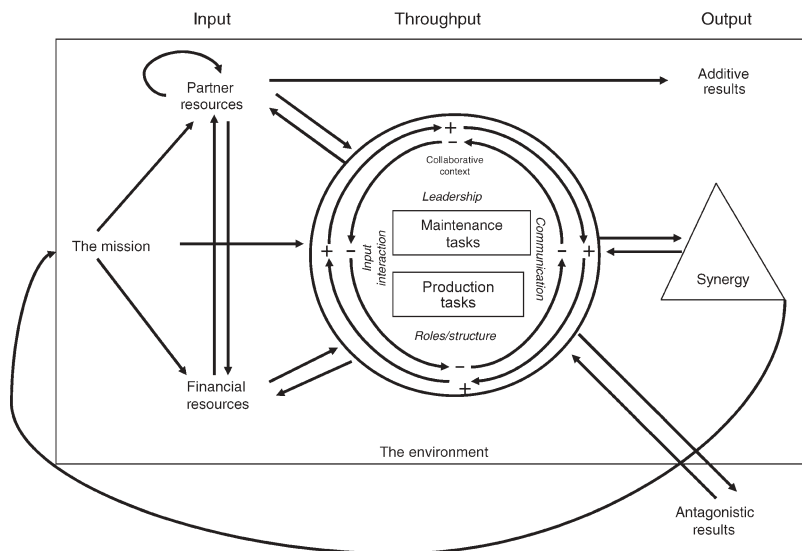 Input
Throughput
Output
Partner
resources
Additive
results
+
−
Collaborative
context
Leadership
Maintenance
tasks
The mission
+
−
Input
interaction
Communication
−
+
Production
tasks
Synergy
Roles/structure
−
+
Financial
resources
The environment
Antagonistic
results